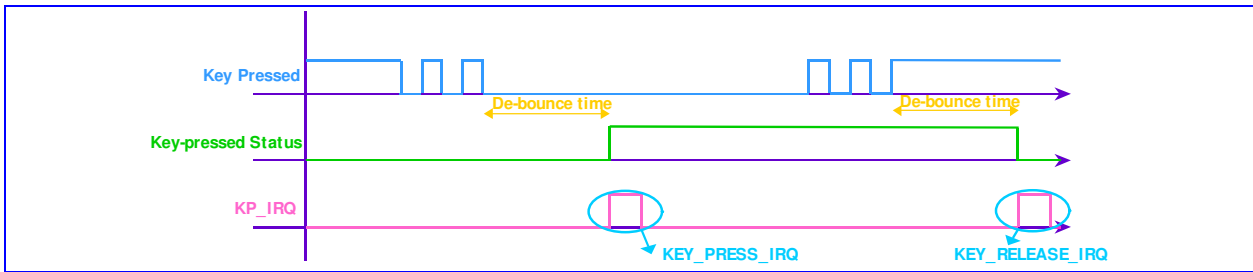 Key Pressed
De-bounce time
De-bounce time
Key-pressed Status
KP_IRQ
KEY_PRESS_IRQ
KEY_RELEASE_IRQ